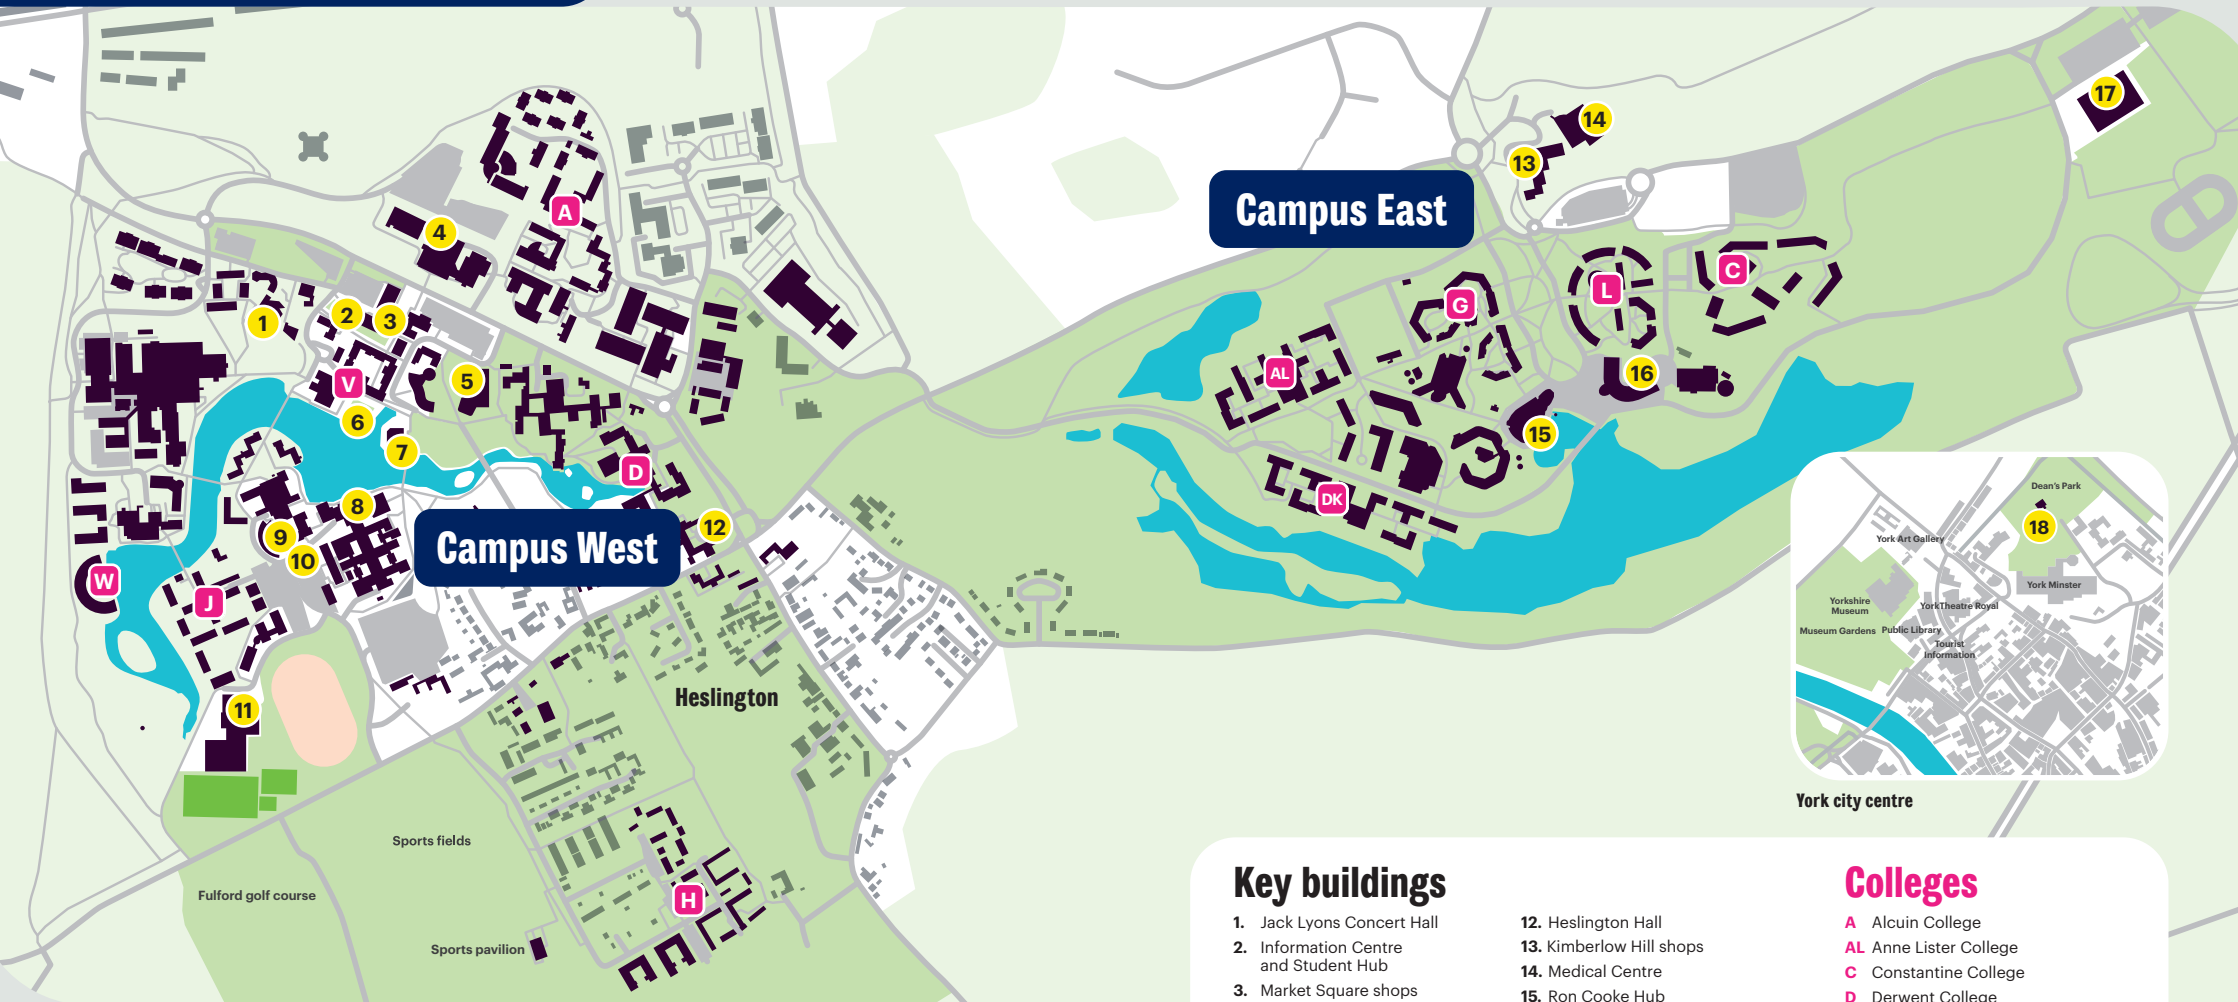 17
14
13
Campus East
A
4
C
L
G
1
2
3
AL
16
V
5
6
15
7
D
DK
8
12
9
10
Campus West
W
J
Dean's Park
18
York Art Gallery
York Minster
Yorkshire
Museum
YorkTheatre Royal
Museum Gardens
Public Library
Tourist
Information
Heslington
11
York city centre
Sports fields
Fulford golf course
H
Sports pavilion
Key buildings
1. Jack Lyons Concert Hall
2. Information Centre
and Student Hub
3. Market Square shops
12. Heslington Hall
13. Kimberlow Hill shops
14. Medical Centre
15. Ron Cooke Hub
Colleges
A Alcuin College
AL Anne Lister College
C Constantine College
D Derwent College